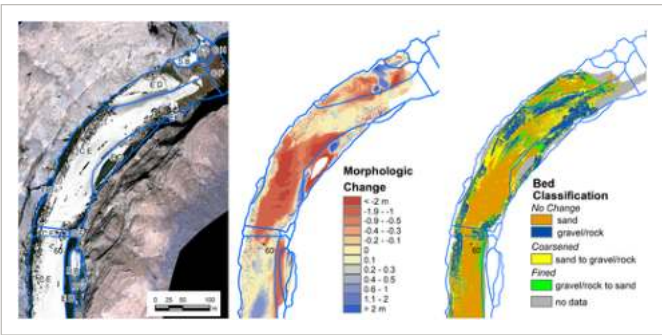 60
0 25 50 100
m
60
Morphologic
Change
< -2 m
-1.9 - -1
-0.9 - -0.5
-0.4 - -0.3
-0.2 - -0.1
0
0.1
0.2 - 0.3
0.4 - 0.5
0.6 - 1
1.1 - 2
> 2 m
60
Bed
Classification
No Change
sand
gravel/rock
Coarsened
sand to gravel/rock
Fined
gravel/rock to sand
no data